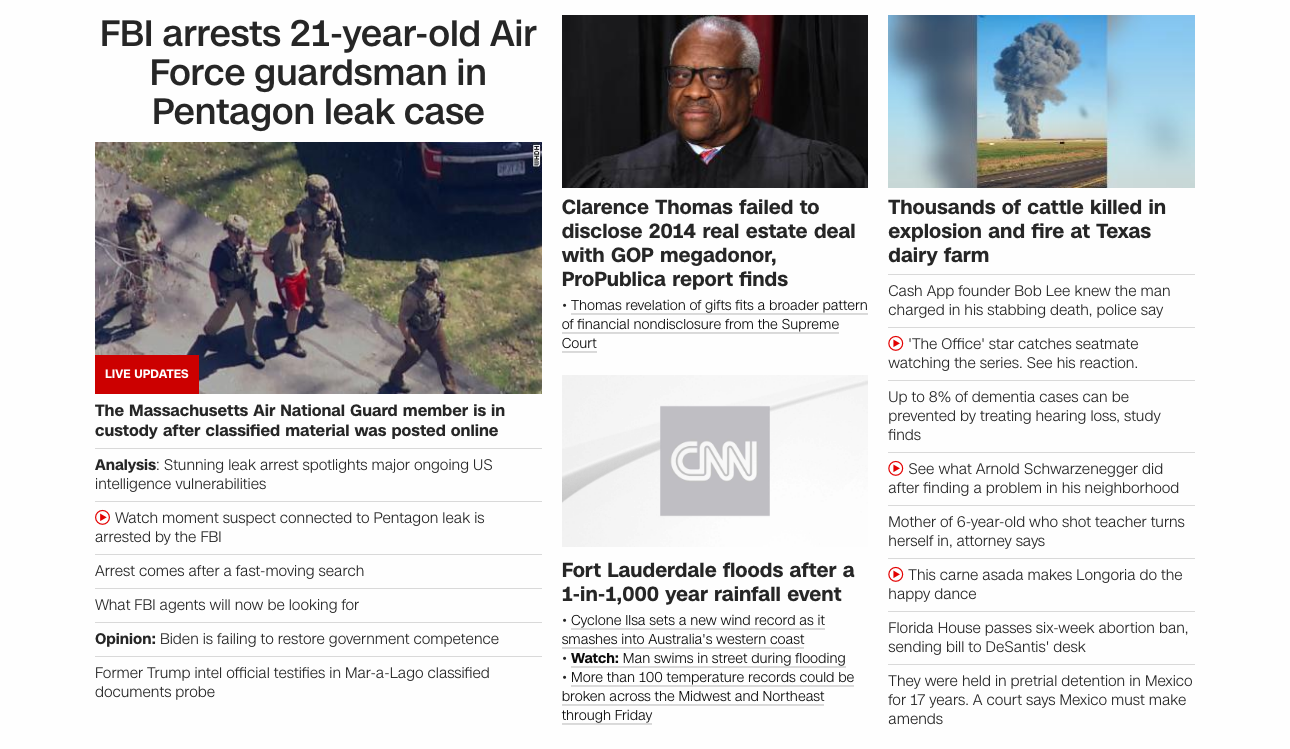 FBI arrests 21-year-old Air
Force guardsman in
Pentagon leak case
WHDH
LIVE UPDATES
The Massachusetts Air National Guard member is in
custody after classified material was posted online
Analysis: Stunning leak arrest spotlights major ongoing US
intelligence vulnerabilities
Watch moment suspect connected to Pentagon leak is
arrested by the FBI
Arrest comes after a fast-moving search
What FBI agents will now be looking for
Opinion: Biden is failing to restore government competence
Former Trump intel official testifies in Mar-a-Lago classified
documents probe
Clarence Thomas failed to
disclose 2014 real estate deal
with GOP megadonor,
ProPublica report finds
• Thomas revelation of gifts fits a broader pattern
of financial nondisclosure from the Supreme
Court
CNN
Fort Lauderdale floods after a
1-in-1,000 year rainfall event
• Cyclone Ilsa sets a new wind record as it
smashes into Australia's western coast
• Watch: Man swims in street during flooding
• More than 100 temperature records could be
broken across the Midwest and Northeast
through Friday
Thousands of cattle killed in
explosion and fire at Texas
dairy farm
Cash App founder Bob Lee knew the man
charged in his stabbing death, police say
'The Office' star catches seatmate
watching the series. See his reaction.
Up to 8% of dementia cases can be
prevented by treating hearing loss, study
finds
See what Arnold Schwarzenegger did
after finding a problem in his neighborhood
Mother of 6-year-old who shot teacher turns
herself in, attorney says
This carne asada makes Longoria do the
happy dance
Florida House passes six-week abortion ban,
sending bill to DeSantis' desk
They were held in pretrial detention in Mexico
for 17 years. A court says Mexico must make
amends